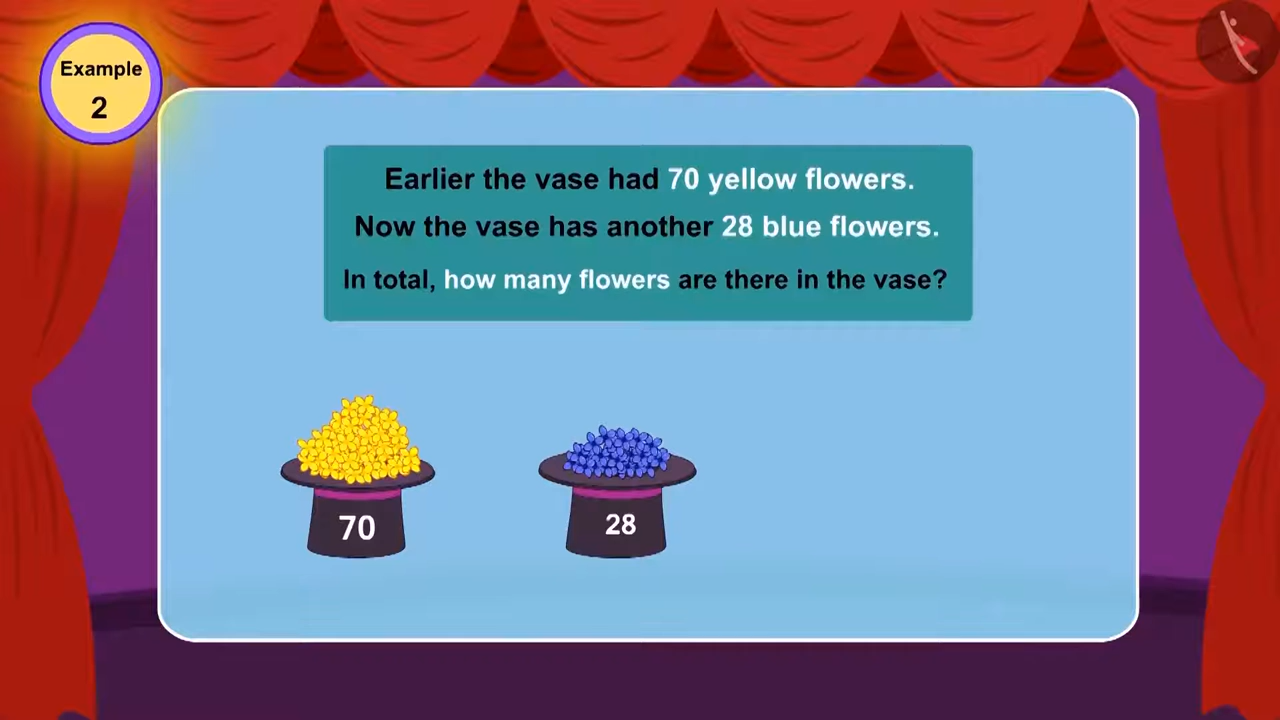 Example
2
Earlier the vase had 70 yellow flowers.
Now the vase has another 28 blue flowers.
In total, how many flowers are there in the vase?
70
28